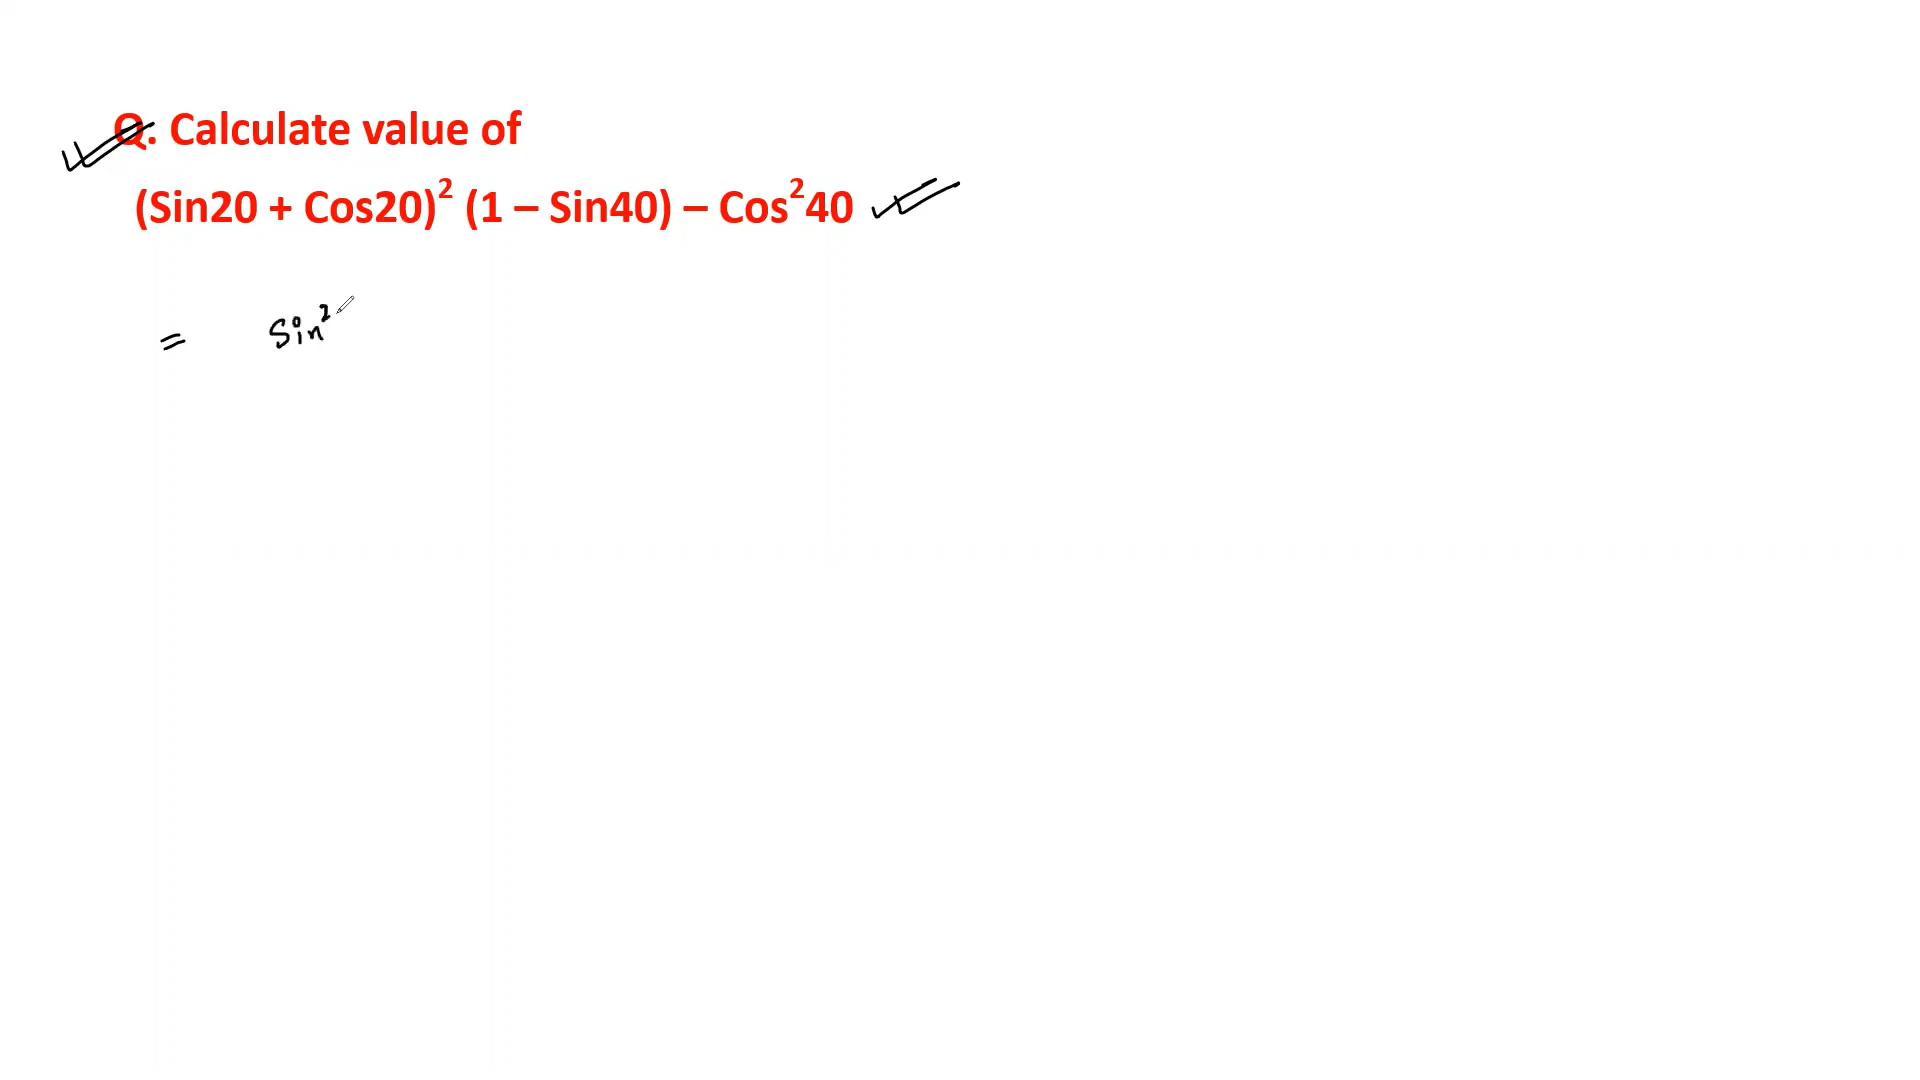 Q. Calculate value of
(Sin20 + Cos20)² (1 – Sin40) – Cos²40
= Sin²